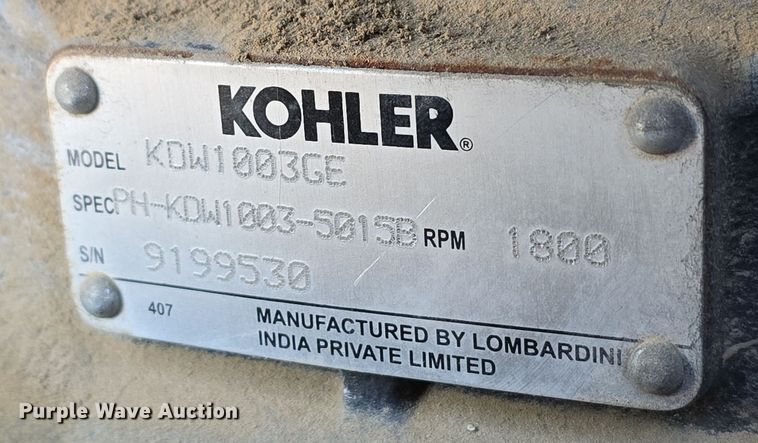 KOHLER®
MODEL KDW1003GE
SPEC PH-KDW1003-5015B RPM 1800
S/N 9199530
407 MANUFACTURED BY LOMBARDINI
INDIA PRIVATE LIMITED
Purple Wave Auction